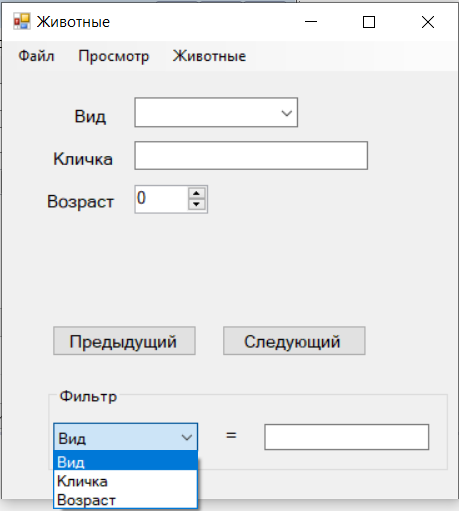 Животные
Файл Просмотр Животные
Вид
Кличка
Возраст 0
Предыдущий Следующий
Фильтр
Вид =
Вид
Кличка
Возраст